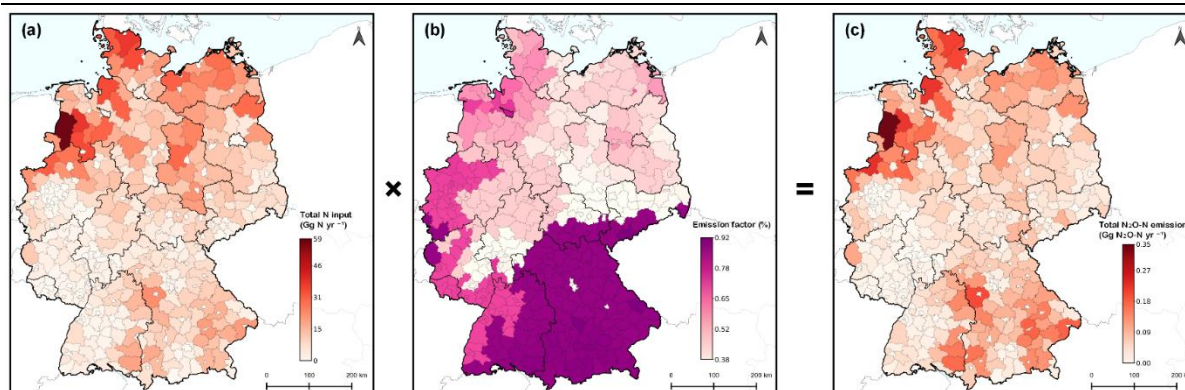 (a)
Total N input
(Gg N yr ⁻¹)
59
46
31
15
0
0 100 200 km
×
(b)
Emission factor (%)
0.92
0.78
0.65
0.52
0.38
0 100 200 km
=
(c)
Total N₂O-N emission
(Gg N₂O-N yr ⁻¹)
0.35
0.26
0.18
0.09
0.00
0 100 200 km